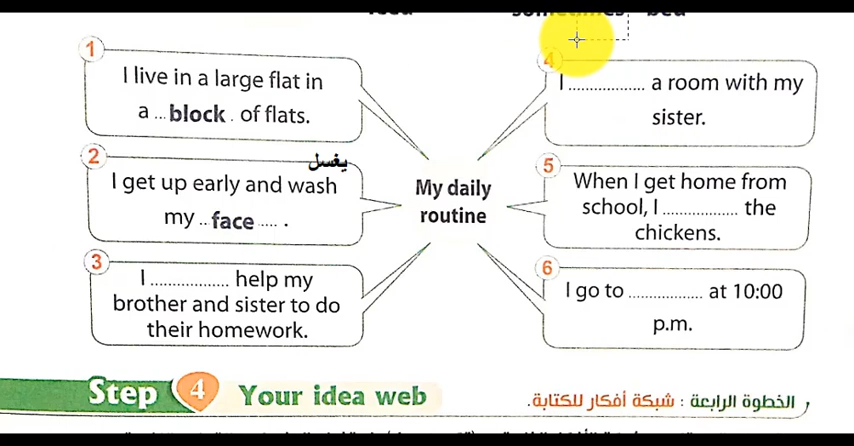 sometimes bed
1
I live in a large flat in
a ... block . of flats.
2
يغسل
I get up early and wash
my .. face ..... .
3
I .................. help my
brother and sister to do
their homework.
My daily
routine
4
I .................. a room with my
sister.
5
When I get home from
school, I .................. the
chickens.
6
I go to .................. at 10:00
p.m.
Step 4 Your idea web
الخطوة الرابعة : شبكة أفكار للكتابة.